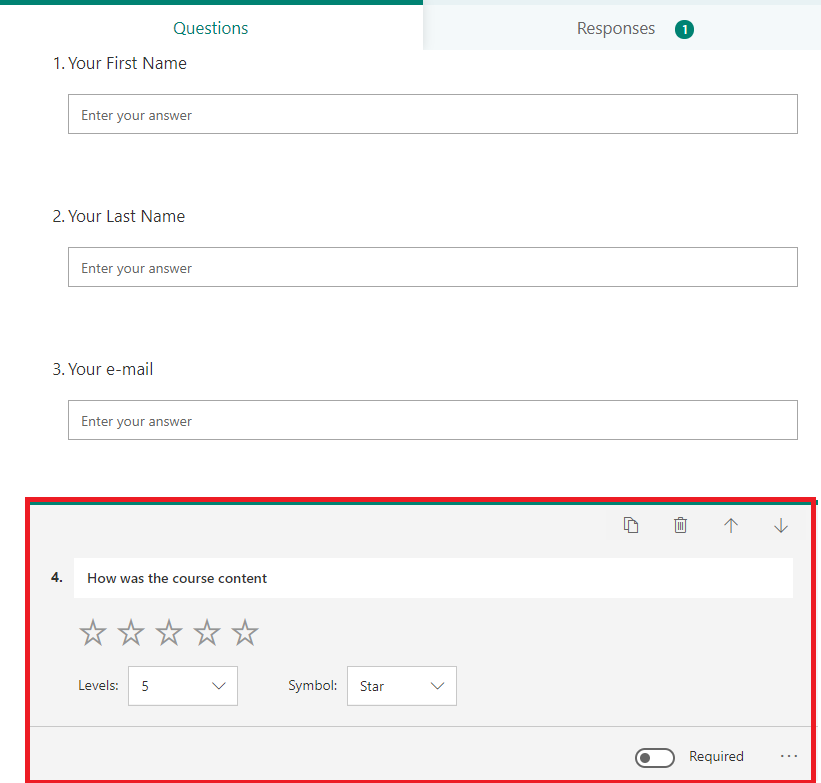 Questions
Responses 1
1. Your First Name
Enter your answer
2. Your Last Name
Enter your answer
3. Your e-mail
Enter your answer
4. How was the course content
Levels: 5 Symbol: Star
Required